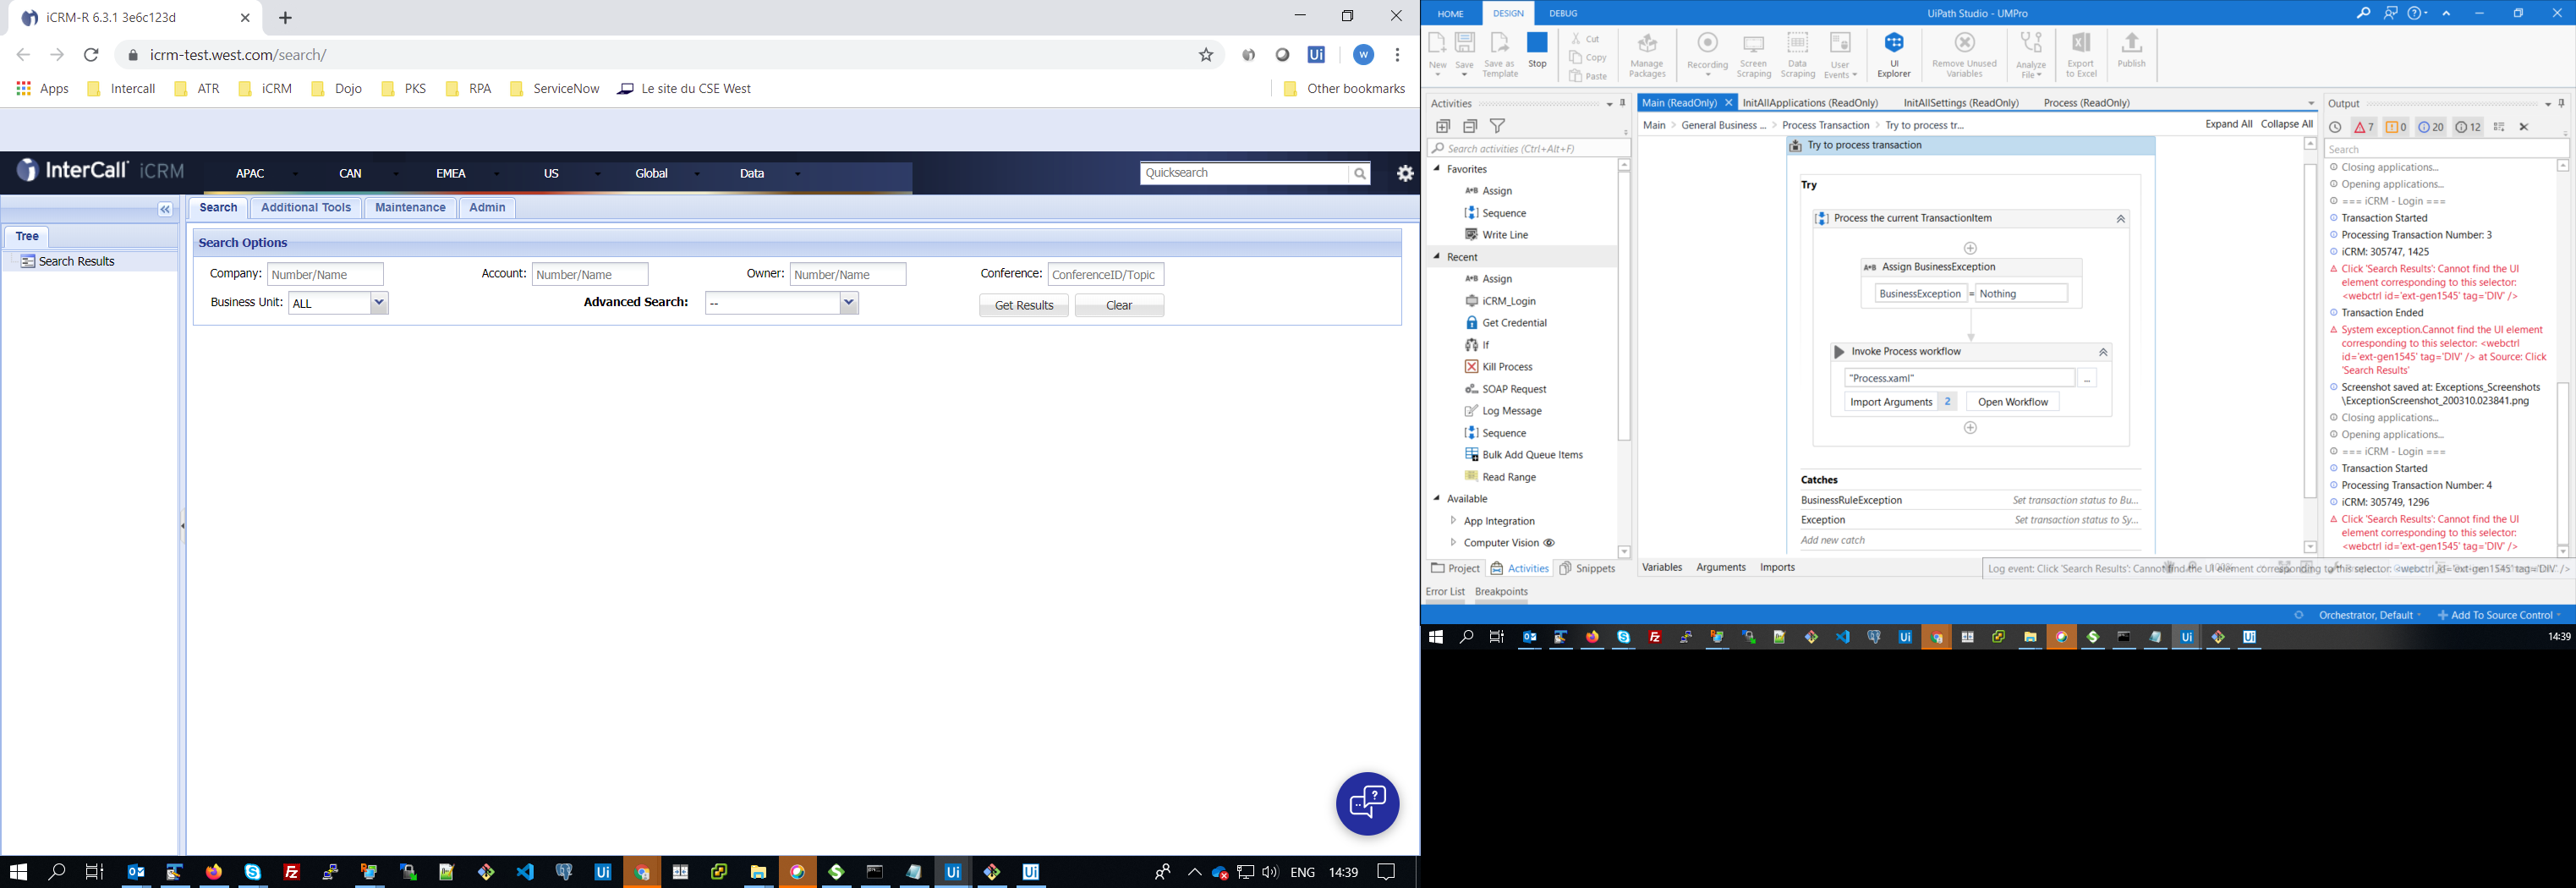 iCRM-R 6.3.1 3e6c123d
icrm-test.west.com/search/
Apps Intercall ATR iCRM Dojo PKS RPA ServiceNow Le site du CSE West Other bookmarks
InterCall iCRM APAC CAN EMEA US Global Data Quicksearch
Search Additional Tools Maintenance Admin
Tree
Search Results
Search Options
Company: Number/Name Account: Number/Name Owner: Number/Name Conference: ConferenceID/Topic
Business Unit: ALL Advanced Search: -- Get Results Clear
ENG 14:39
HOME DESIGN DEBUG UiPath Studio - UMPro
New Save Save as Template Stop Cut Copy Paste Manage Packages Recording Screen Scraping Data Scraping User Events UI Explorer Remove Unused Variables Analyze File Export to Excel Publish
Activities
Search activities (Ctrl+Alt+F)
Favorites
Assign
Sequence
Write Line
Recent
Assign
iCRM_Login
Get Credential
If
Kill Process
SOAP Request
Log Message
Sequence
Bulk Add Queue Items
Read Range
Available
App Integration
Computer Vision
Project Activities Snippets
Main (ReadOnly) InitAllApplications (ReadOnly) InitAllSettings (ReadOnly) Process (ReadOnly)
Main > General Business ... > Process Transaction > Try to process tr... Expand All Collapse All
Try to process transaction
Try
Process the current TransactionItem
A+B Assign BusinessException
BusinessException = Nothing
Invoke Process workflow
"Process.xaml" ...
Import Arguments 2 Open Workflow
Catches
BusinessRuleException Set transaction status to Bu...
Exception Set transaction status to Sy...
Add new catch
Variables Arguments Imports
Output
7 0 20 12
Search
Closing applications...
Opening applications...
=== iCRM - Login ===
Transaction Started
Processing Transaction Number: 3
iCRM: 305747, 1425
Click 'Search Results': Cannot find the UI
element corresponding to this selector:
<webctrl id='ext-gen1545' tag='DIV' />
Transaction Ended
System exception.Cannot find the UI element
corresponding to this selector: <webctrl
id='ext-gen1545' tag='DIV' /> at Source: Click
'Search Results'
Screenshot saved at: Exceptions_Screenshots
\ExceptionScreenshot_200310.023841.png
Closing applications...
Opening applications...
=== iCRM - Login ===
Transaction Started
Processing Transaction Number: 4
iCRM: 305749, 1296
Click 'Search Results': Cannot find the UI
element corresponding to this selector:
<webctrl id='ext-gen1545' tag='DIV' />
Log event: Click 'Search Results': Cannot find the UI element corresponding to this selector: <webctrl id='ext-gen1545' tag='DIV' />
Error List Breakpoints
Orchestrator, Default Add To Source Control
14:39